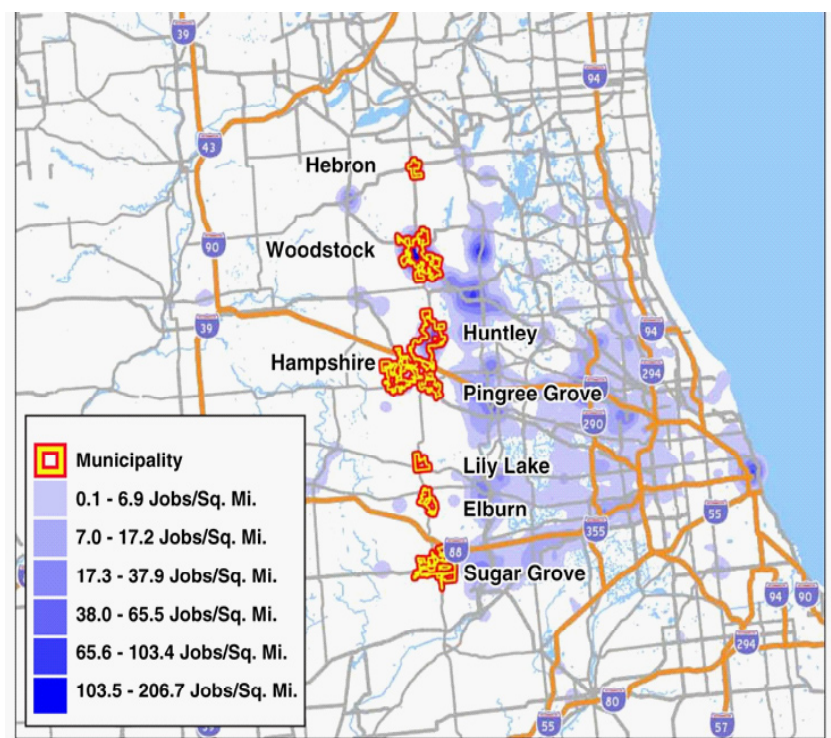 39
94
43
Hebron
90
Woodstock
39
Huntley
94
Hampshire
294
Pingree Grove
290
Municipality
Lily Lake
0.1 - 6.9 Jobs/Sq. Mi.
Elburn
55
7.0 - 17.2 Jobs/Sq. Mi.
355
88
17.3 - 37.9 Jobs/Sq. Mi.
Sugar Grove
94 90
38.0 - 65.5 Jobs/Sq. Mi.
294
65.6 - 103.4 Jobs/Sq. Mi.
103.5 - 206.7 Jobs/Sq. Mi.
80
55
57